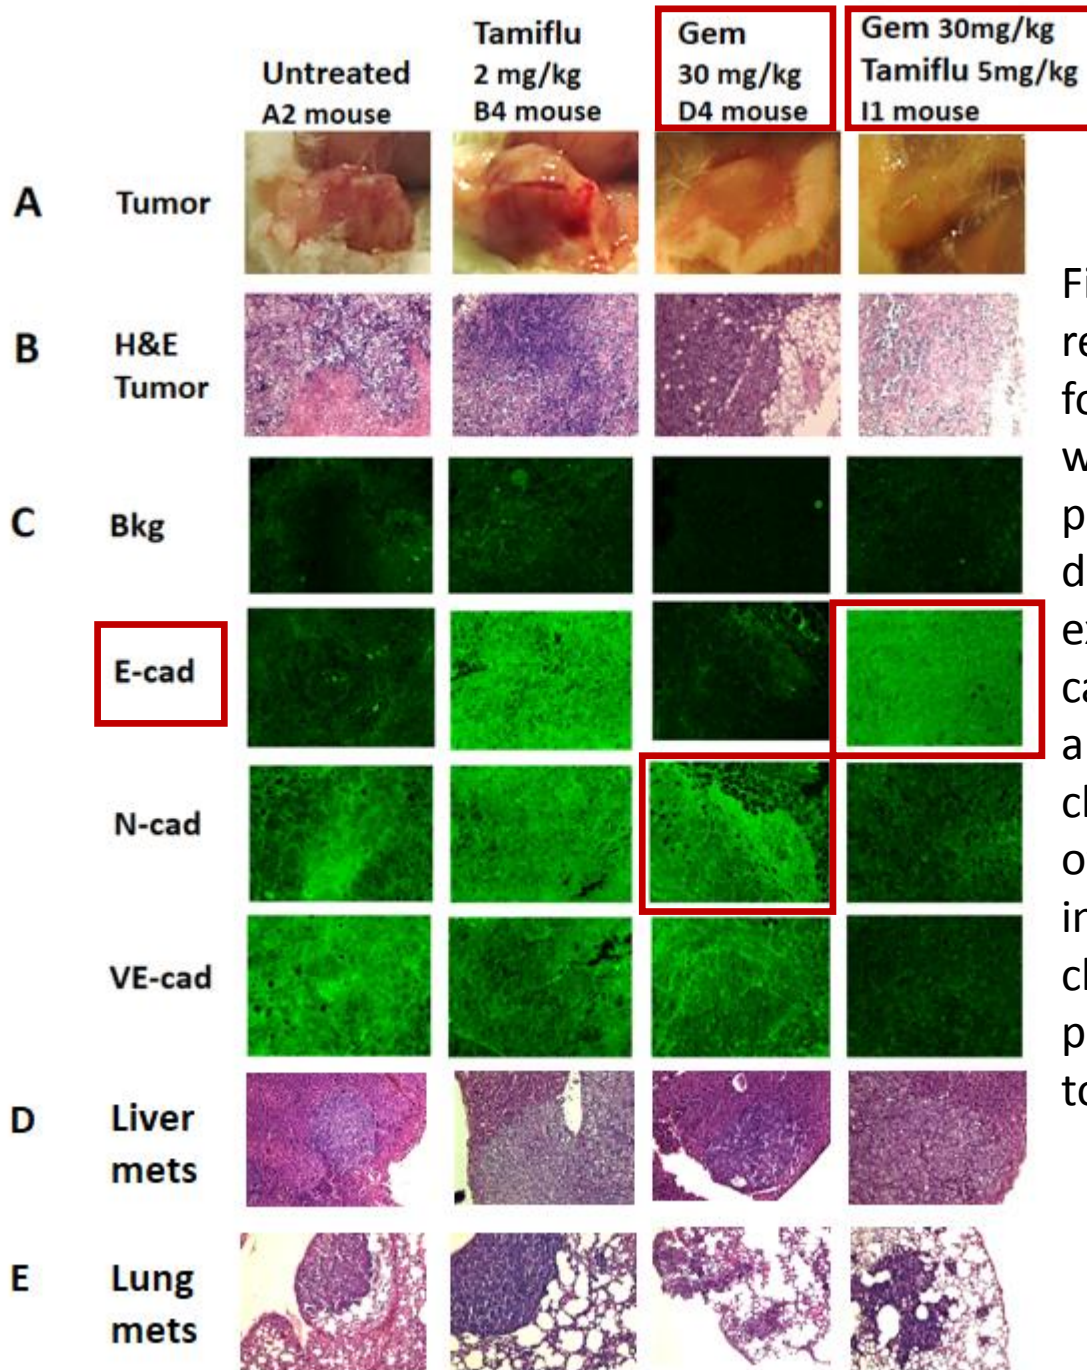 Untreated
A2 mouse
Tamiflu
2 mg/kg
B4 mouse
Gem
30 mg/kg
D4 mouse
Gem 30mg/kg
Tamiflu 5mg/kg
I1 mouse
A Tumor
B H&E
Tumor
C Bkg
E-cad
N-cad
VE-cad
D Liver
mets
E Lung
mets